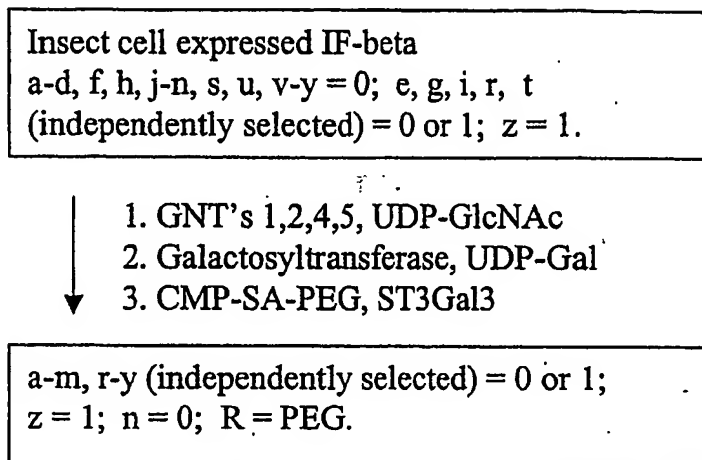 Insect cell expressed IF-beta
a-d, f, h, j-n, s, u, v-y = 0; e, g, i, r, t
(independently selected) = 0 or 1; z = 1.
1. GNT's 1,2,4,5, UDP-GlcNAc
2. Galactosyltransferase, UDP-Gal
3. CMP-SA-PEG, ST3Gal3
a-m, r-y (independently selected) = 0 or 1;
z = 1; n = 0; R = PEG.